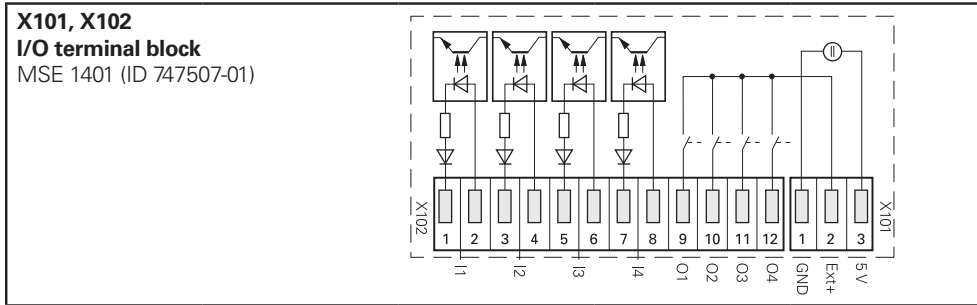 X101, X102
I/O terminal block
MSE 1401 (ID 747507-01)
X102
1 2 3 4 5 6 7 8 9 10 11 12
1 2 3
X101
I1 I2 I3 I4 O1 O2 O3 O4 GND Ext+ 5 V